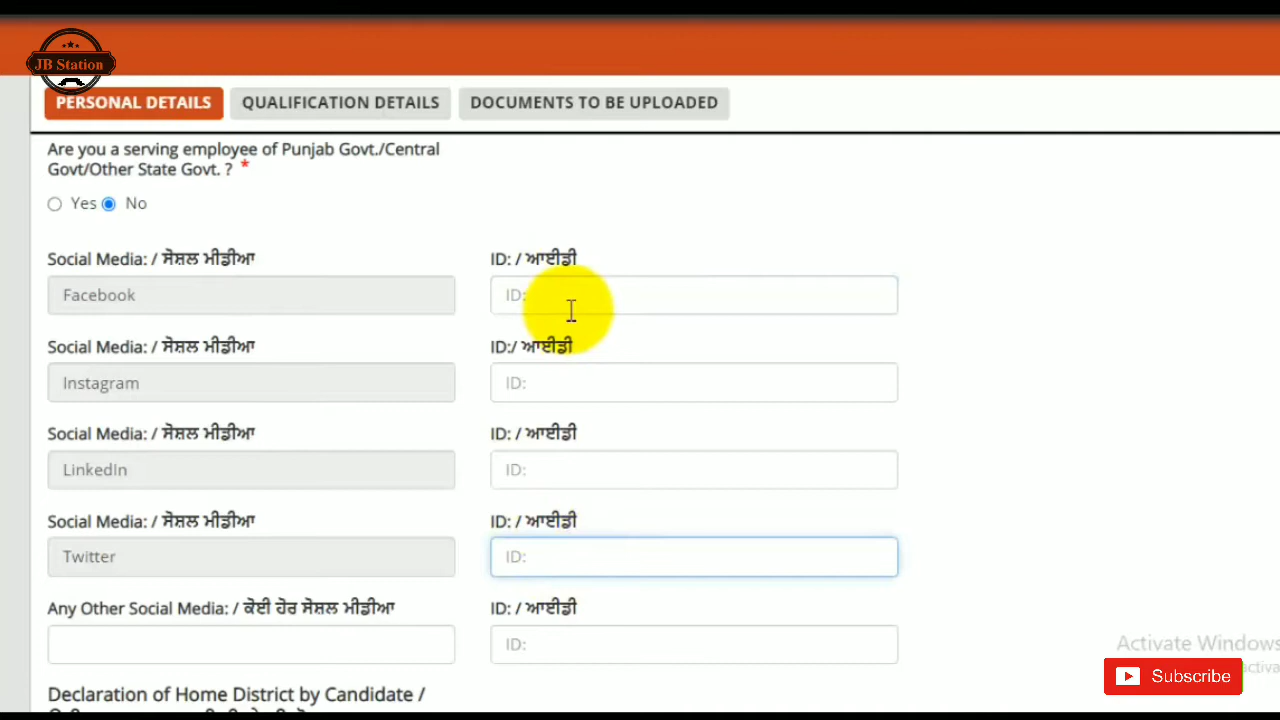 JB Station
PERSONAL DETAILS QUALIFICATION DETAILS DOCUMENTS TO BE UPLOADED
Are you a serving employee of Punjab Govt./Central
Govt/Other State Govt. ? *
Yes No
Social Media: / ਸੋਸ਼ਲ ਮੀਡੀਆ ID: / ਆਈਡੀ
Facebook ID:
Social Media: / ਸੋਸ਼ਲ ਮੀਡੀਆ ID:/ ਆਈਡੀ
Instagram ID:
Social Media: / ਸੋਸ਼ਲ ਮੀਡੀਆ ID: / ਆਈਡੀ
LinkedIn ID:
Social Media: / ਸੋਸ਼ਲ ਮੀਡੀਆ ID: / ਆਈਡੀ
Twitter ID:
Any Other Social Media: / ਕੋਈ ਹੋਰ ਸੋਸ਼ਲ ਮੀਡੀਆ ID: / ਆਈਡੀ
ID:
Activate Windows
Subscribe
Declaration of Home District by Candidate /